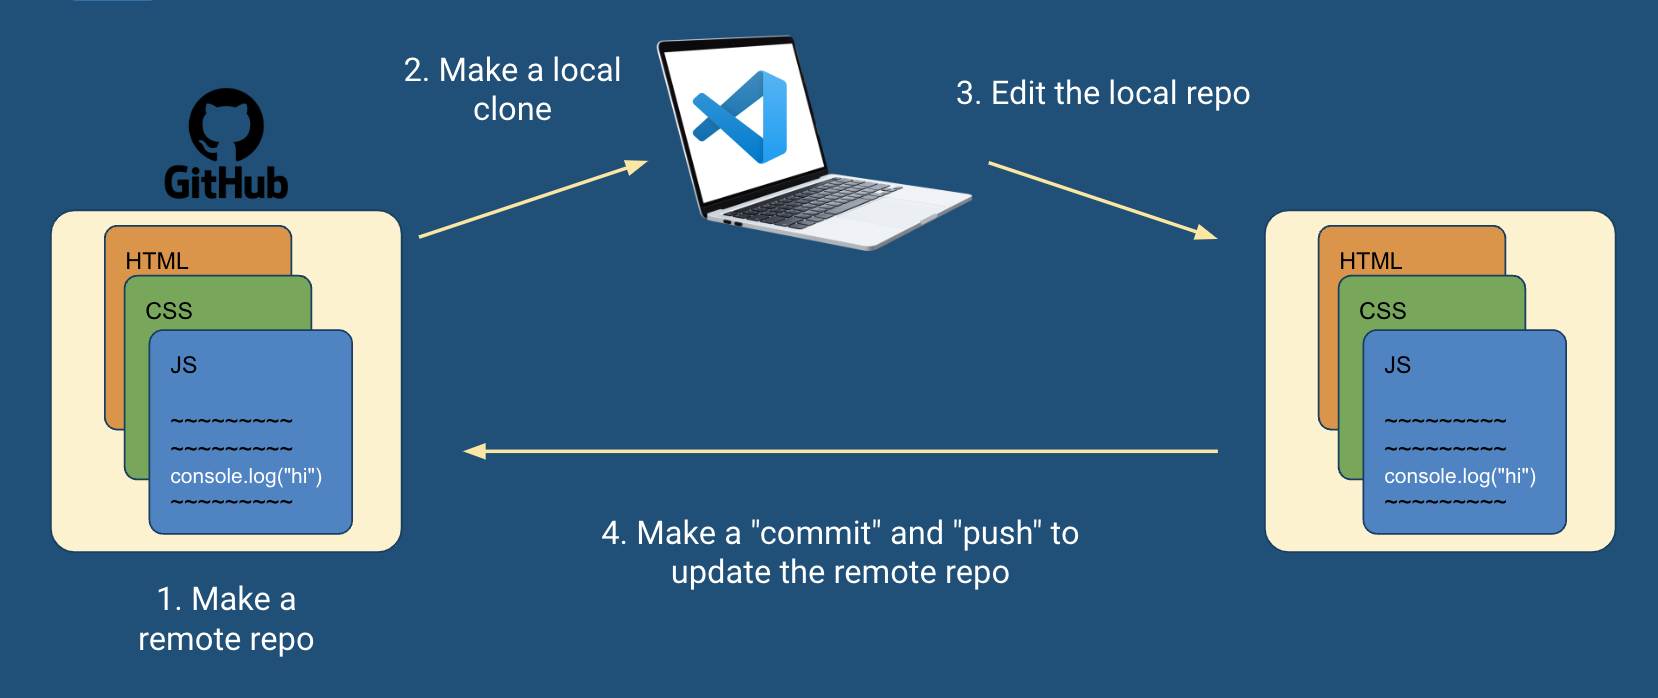 2. Make a local
clone
3. Edit the local repo
GitHub
HTML
CSS
JS
~~~~~~~~~
~~~~~~~~~
console.log("hi")
~~~~~~~~~
HTML
CSS
JS
~~~~~~~~~
~~~~~~~~~
console.log("hi")
~~~~~~~~~
4. Make a "commit" and "push" to
update the remote repo
1. Make a
remote repo